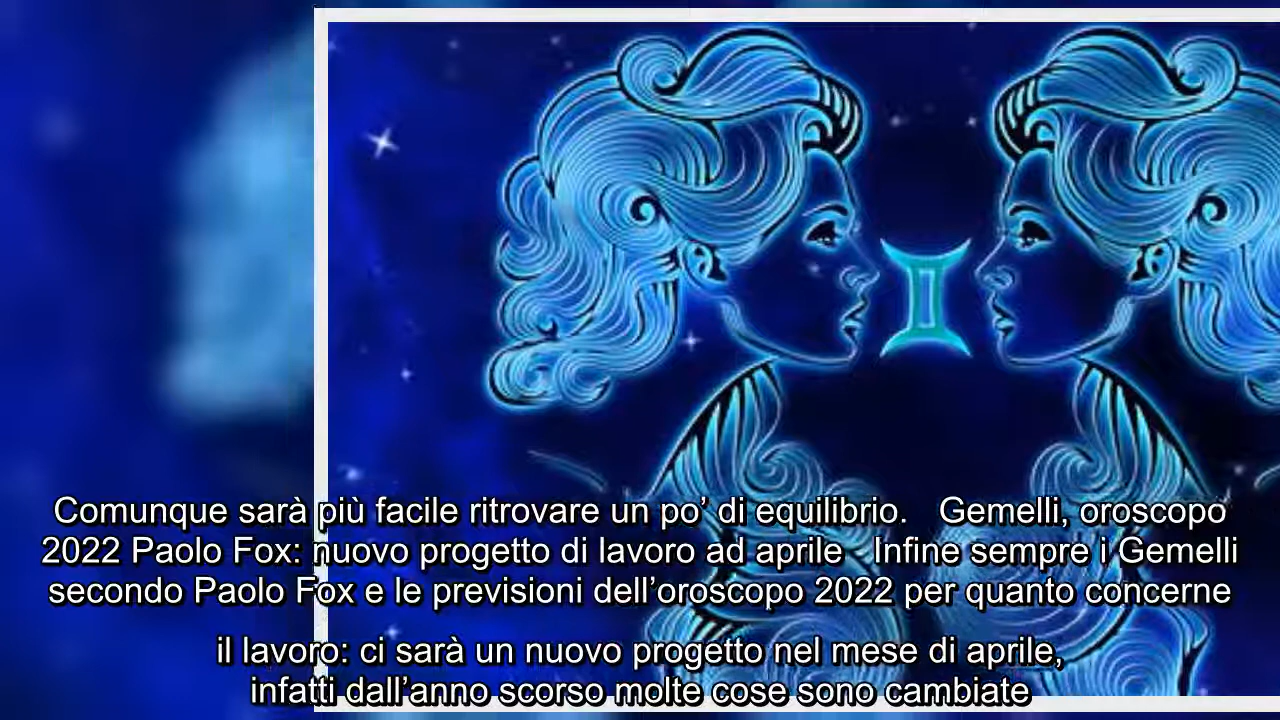 Comunque sarà più facile ritrovare un po’ di equilibrio.   Gemelli, oroscopo
2022 Paolo Fox: nuovo progetto di lavoro ad aprile   Infine sempre i Gemelli
secondo Paolo Fox e le previsioni dell’oroscopo 2022 per quanto concerne
il lavoro: ci sarà un nuovo progetto nel mese di aprile,
infatti dall’anno scorso molte cose sono cambiate